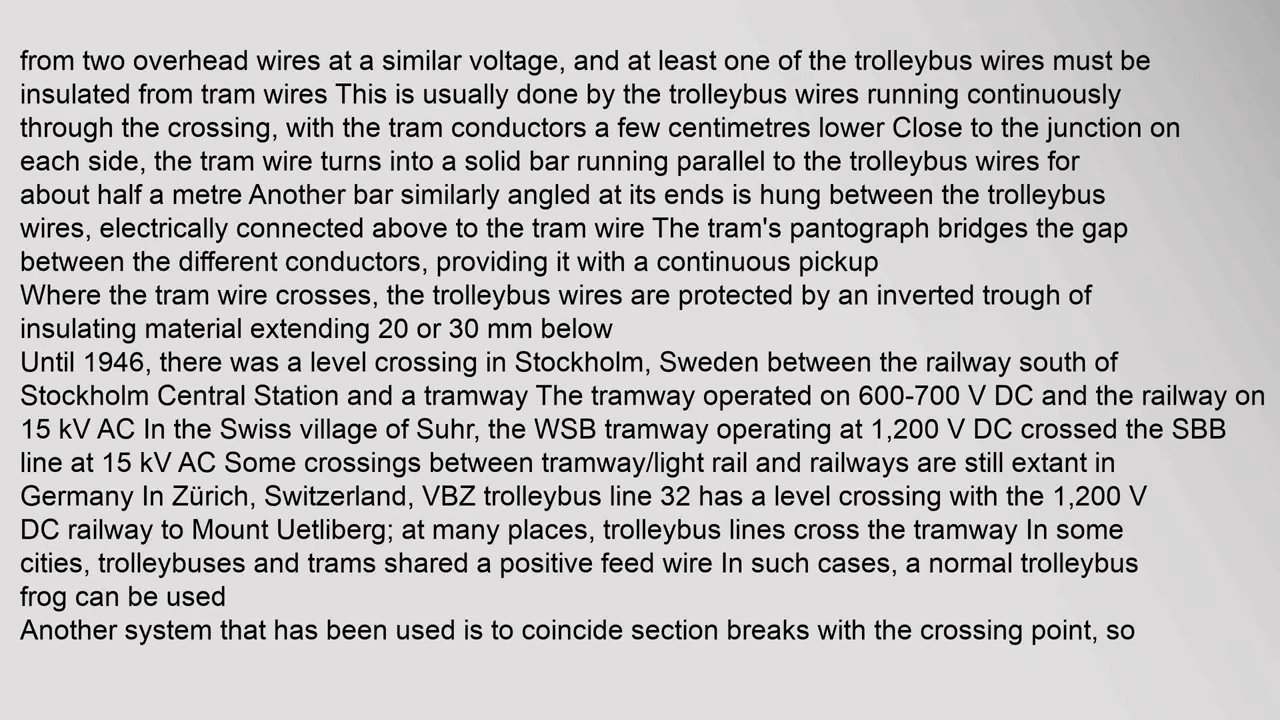 from two overhead wires at a similar voltage, and at least one of the trolleybus wires must be
insulated from tram wires This is usually done by the trolleybus wires running continuously
through the crossing, with the tram conductors a few centimetres lower Close to the junction on
each side, the tram wire turns into a solid bar running parallel to the trolleybus wires for
about half a metre Another bar similarly angled at its ends is hung between the trolleybus
wires, electrically connected above to the tram wire The tram's pantograph bridges the gap
between the different conductors, providing it with a continuous pickup
Where the tram wire crosses, the trolleybus wires are protected by an inverted trough of
insulating material extending 20 or 30 mm below
Until 1946, there was a level crossing in Stockholm, Sweden between the railway south of
Stockholm Central Station and a tramway The tramway operated on 600-700 V DC and the railway on
15 kV AC In the Swiss village of Suhr, the WSB tramway operating at 1,200 V DC crossed the SBB
line at 15 kV AC Some crossings between tramway/light rail and railways are still extant in
Germany In Zürich, Switzerland, VBZ trolleybus line 32 has a level crossing with the 1,200 V
DC railway to Mount Uetliberg; at many places, trolleybus lines cross the tramway In some
cities, trolleybuses and trams shared a positive feed wire In such cases, a normal trolleybus
frog can be used
Another system that has been used is to coincide section breaks with the crossing point, so